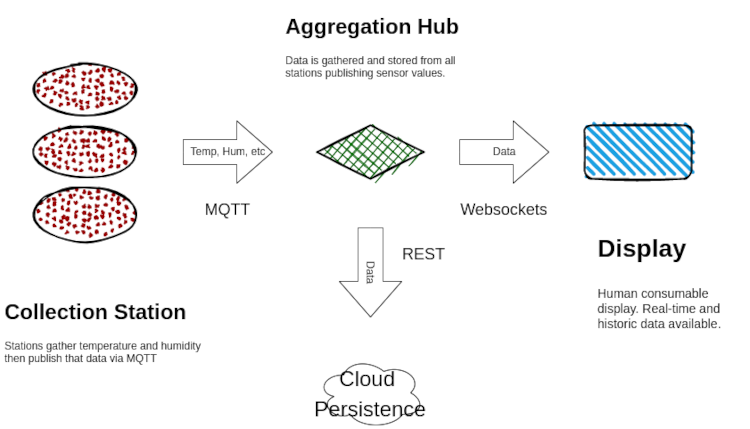 Aggregation Hub
Data is gathered and stored from all
stations publishing sensor values.
Temp, Hum, etc
Data
MQTT
Websockets
REST
Data
Display
Human consumable
display. Real-time and
historic data available.
Collection Station
Stations gather temperature and humidity
then publish that data via MQTT
Cloud
Persistence